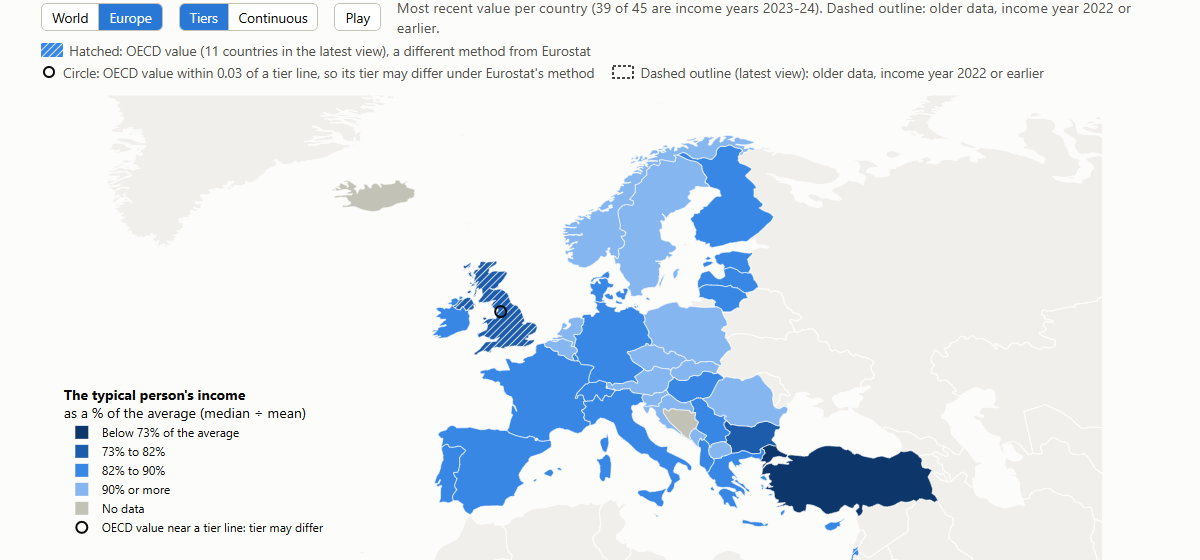 World Europe Tiers Continuous Play Most recent value per country (39 of 45 are income years 2023-24). Dashed outline: older data, income year 2022 or
earlier.
Hatched: OECD value (11 countries in the latest view), a different method from Eurostat
Circle: OECD value within 0.03 of a tier line, so its tier may differ under Eurostat's method Dashed outline (latest view): older data, income year 2022 or earlier
The typical person's income
as a % of the average (median ÷ mean)
Below 73% of the average
73% to 82%
82% to 90%
90% or more
No data
OECD value near a tier line: tier may differ